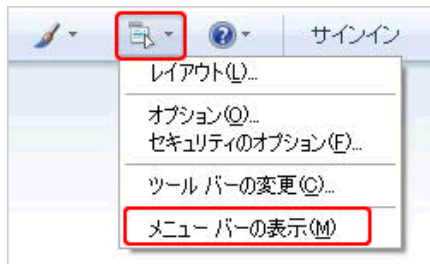 サインイン
レイアウト(L)...
オプション(O)...
セキュリティのオプション(F)...
ツール バーの変更(C)...
メニュー バーの表示(M)